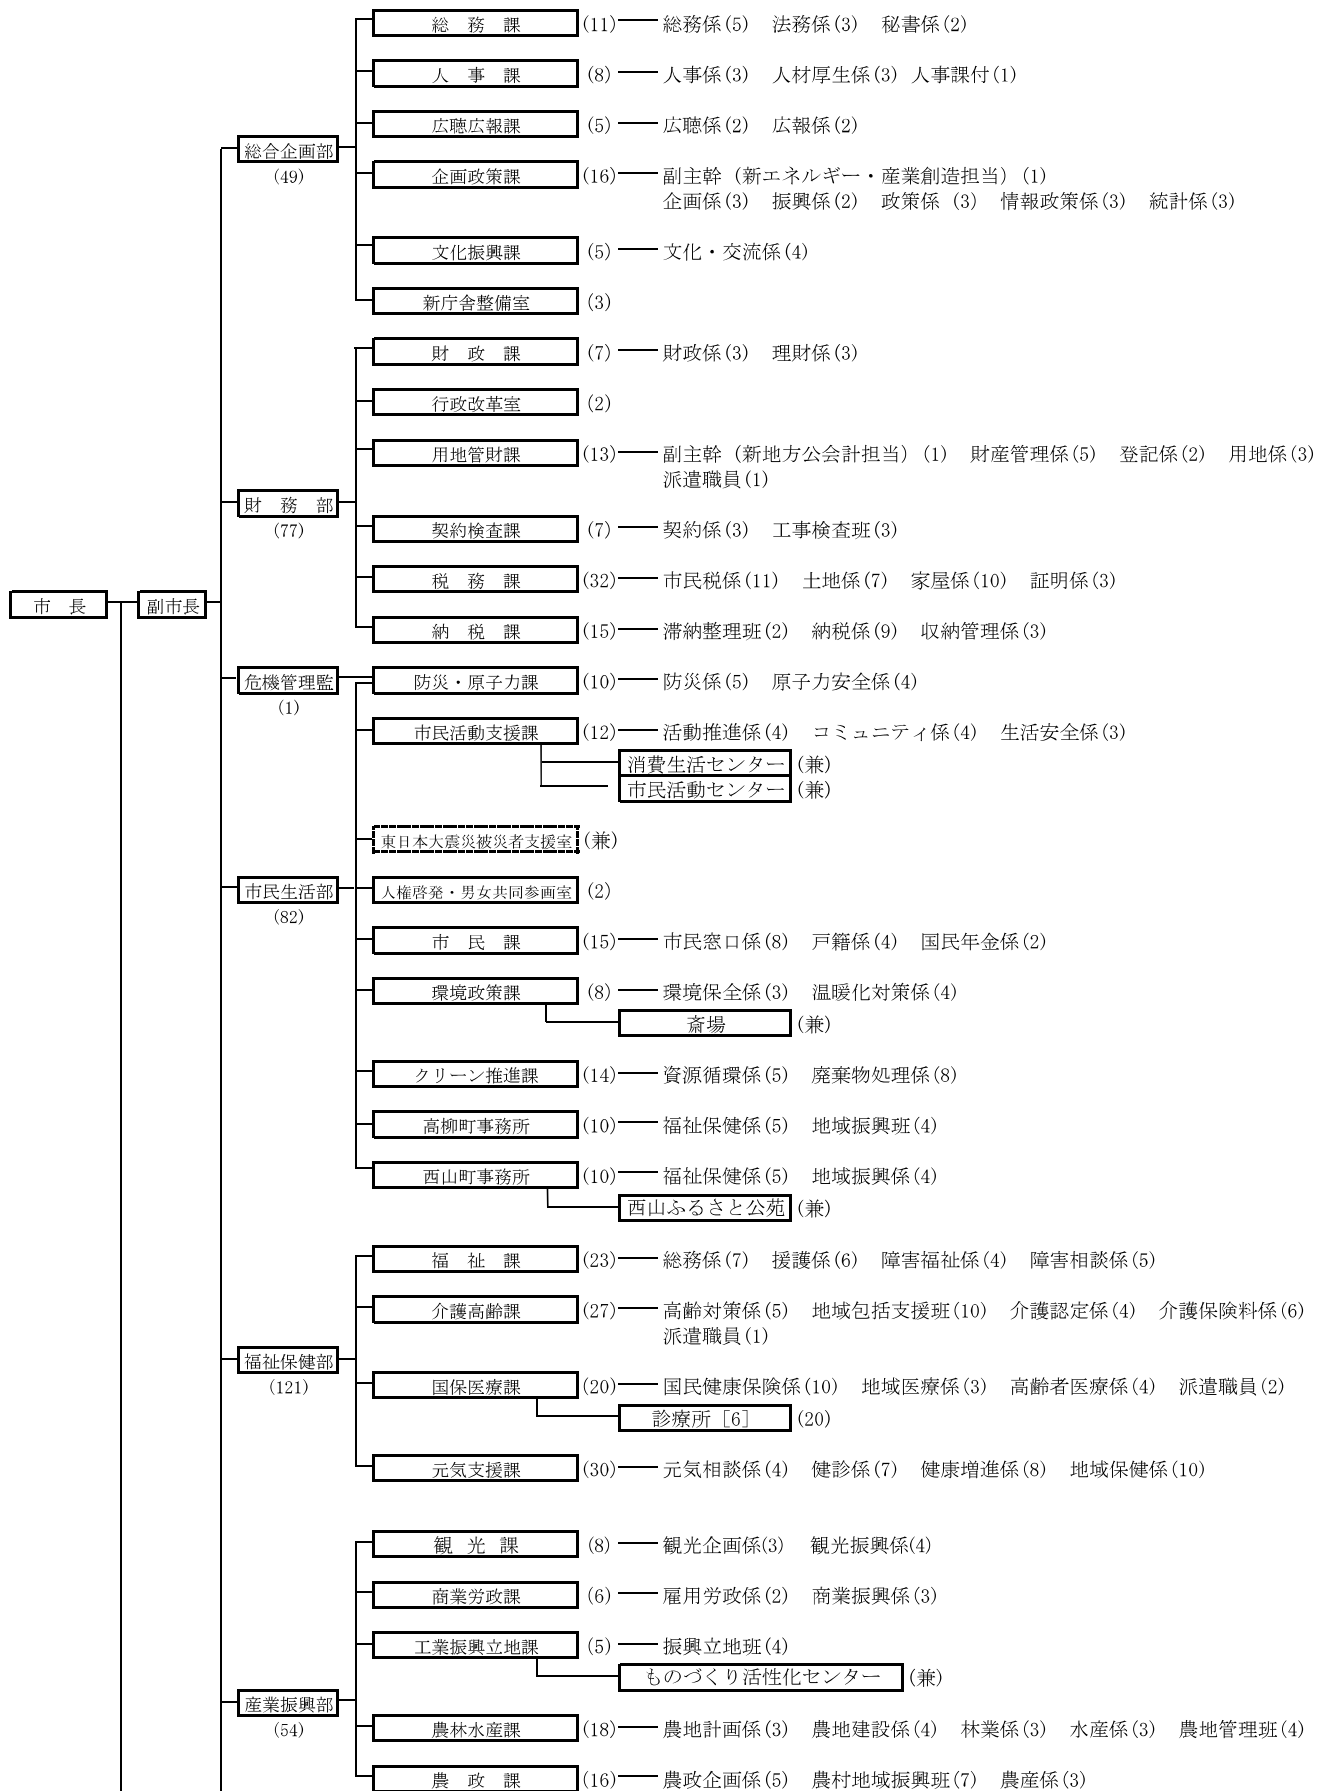 総　務　課 (11) 総務係(5)　法務係(3)　秘書係(2)
人　事　課 (8) 人事係(3)　人材厚生係(3)　人事課付(1)
広聴広報課 (5) 広聴係(2)　広報係(2)
総合企画部
(49)
企画政策課 (16) 副主幹（新エネルギー・産業創造担当）(1)
企画係(3)　振興係(2)　政策係 (3)　情報政策係(3)　統計係(3)
文化振興課 (5) 文化・交流係(4)
新庁舎整備室 (3)
財　政　課 (7) 財政係(3)　理財係(3)
行政改革室 (2)
用地管財課 (13) 副主幹（新地方公会計担当）(1)　財産管理係(5)　登記係(2)　用地係(3)
派遣職員(1)
財　務　部
(77)
契約検査課 (7) 契約係(3)　工事検査班(3)
税　務　課 (32) 市民税係(11)　土地係(7)　家屋係(10)　証明係(3)
市　長　副市長
納　税　課 (15) 滞納整理班(2)　納税係(9)　収納管理係(3)
危機管理監
(1)
防災・原子力課 (10) 防災係(5)　原子力安全係(4)
市民活動支援課 (12) 活動推進係(4)　コミュニティ係(4)　生活安全係(3)
消費生活センター (兼)
市民活動センター (兼)
東日本大震災被災者支援室 (兼)
市民生活部
(82)
人権啓発・男女共同参画室 (2)
市　民　課 (15) 市民窓口係(8)　戸籍係(4)　国民年金係(2)
環境政策課 (8) 環境保全係(3)　温暖化対策係(4)
斎場 (兼)
クリーン推進課 (14) 資源循環係(5)　廃棄物処理係(8)
高柳町事務所 (10) 福祉保健係(5)　地域振興班(4)
西山町事務所 (10) 福祉保健係(5)　地域振興係(4)
西山ふるさと公苑 (兼)
福　祉　課 (23) 総務係(7)　援護係(6)　障害福祉係(4)　障害相談係(5)
介護高齢課 (27) 高齢対策係(5)　地域包括支援班(10)　介護認定係(4)　介護保険料係(6)
派遣職員(1)
福祉保健部
(121)
国保医療課 (20) 国民健康保険係(10)　地域医療係(3)　高齢者医療係(4)　派遣職員(2)
診療所［6］ (20)
元気支援課 (30) 元気相談係(4)　健診係(7)　健康増進係(8)　地域保健係(10)
観　光　課 (8) 観光企画係(3)　観光振興係(4)
商業労政課 (6) 雇用労政係(2)　商業振興係(3)
工業振興立地課 (5) 振興立地班(4)
ものづくり活性化センター (兼)
産業振興部
(54)
農林水産課 (18) 農地計画係(3)　農地建設係(4)　林業係(3)　水産係(3)　農地管理班(4)
農　政　課 (16) 農政企画係(5)　農村地域振興班(7)　農産係(3)